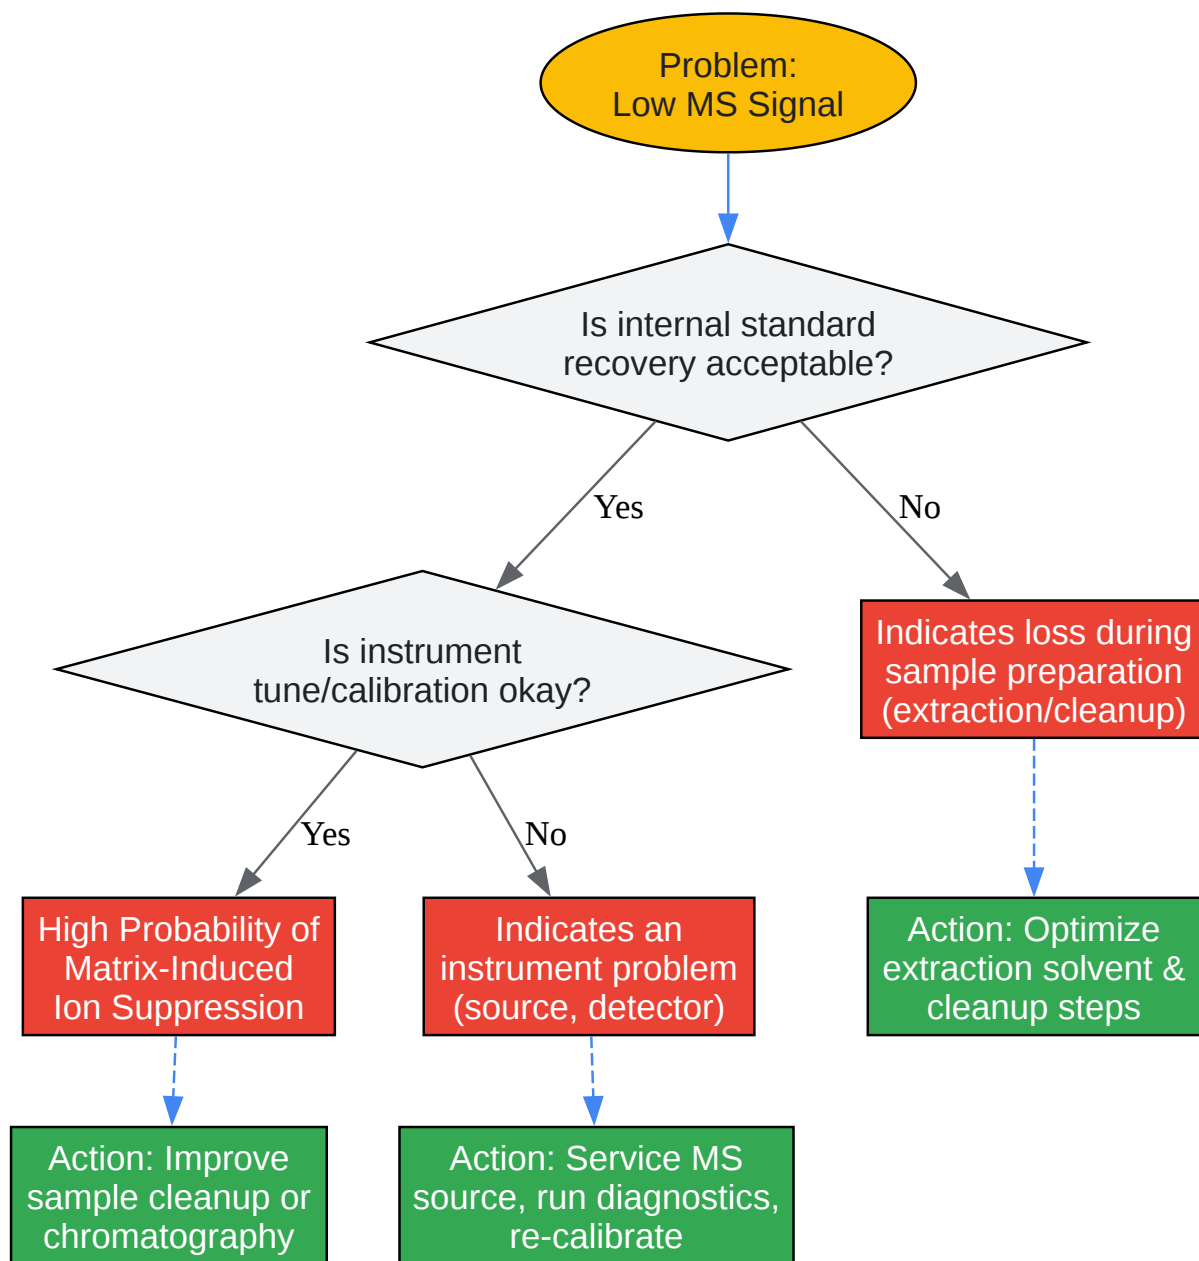 Problem:
Low MS Signal
Is internal standard
recovery acceptable?
Yes
No
Is instrument
tune/calibration okay?
Indicates loss during
sample preparation
(extraction/cleanup)
Yes
No
High Probability of
Matrix-Induced
Ion Suppression
Indicates an
instrument problem
(source, detector)
Action: Optimize
extraction solvent &
cleanup steps
Action: Improve
sample cleanup or
chromatography
Action: Service MS
source, run diagnostics,
re-calibrate